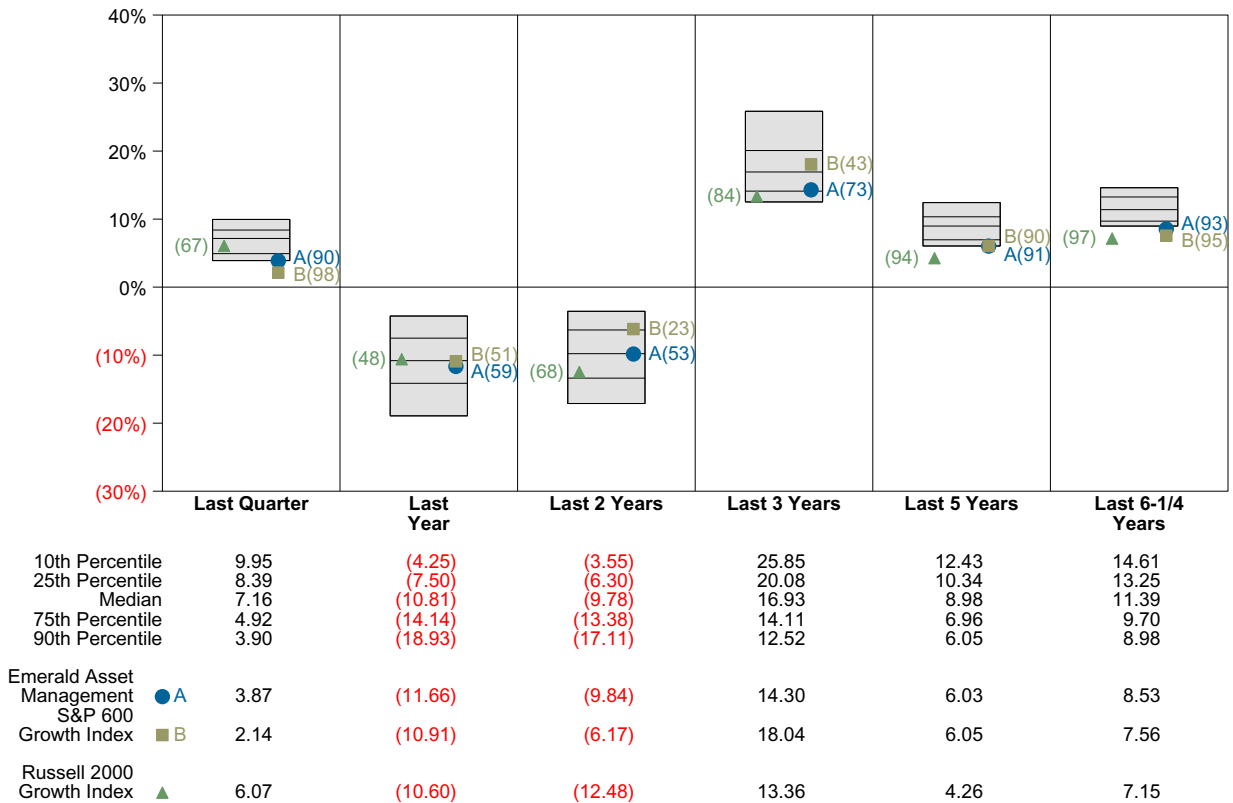 40%
30%
20%
10%
0%
(10%)
(20%)
(30%)
(67)
A(90)
B(98)
(48)
B(51)
A(59)
(68)
B(23)
A(53)
(84)
B(43)
A(73)
(94)
B(90)
A(91)
(97)
A(93)
B(95)
Last Quarter Last Year Last 2 Years Last 3 Years Last 5 Years Last 6-1/4 Years
10th Percentile 9.95 (4.25) (3.55) 25.85 12.43 14.61
25th Percentile 8.39 (7.50) (6.30) 20.08 10.34 13.25
Median 7.16 (10.81) (9.78) 16.93 8.98 11.39
75th Percentile 4.92 (14.14) (13.38) 14.11 6.96 9.70
90th Percentile 3.90 (18.93) (17.11) 12.52 6.05 8.98
Emerald Asset
Management A 3.87 (11.66) (9.84) 14.30 6.03 8.53
S&P 600
Growth Index B 2.14 (10.91) (6.17) 18.04 6.05 7.56
Russell 2000
Growth Index 6.07 (10.60) (12.48) 13.36 4.26 7.15